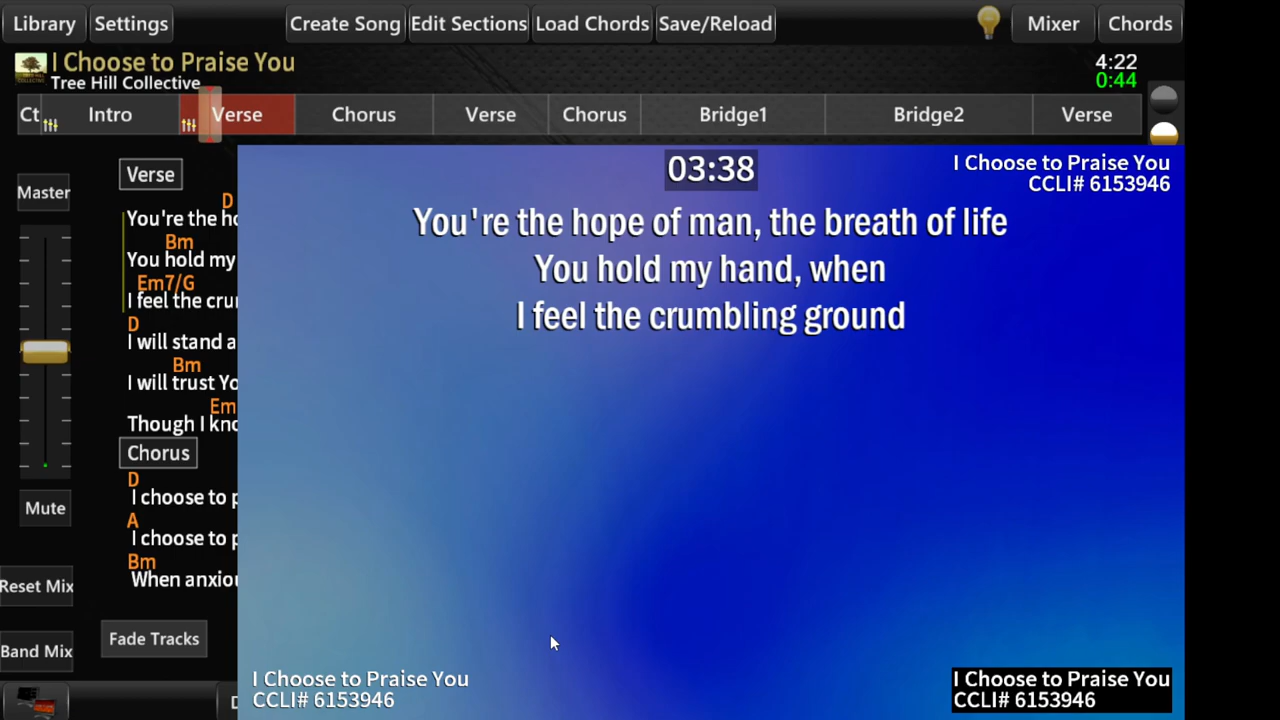 Library
Settings
Create Song
Edit Sections
Load Chords
Save/Reload
Mixer
Chords
I Choose to Praise You
Tree Hill Collective
4:22
0:44
Ct
Intro
Verse
Chorus
Verse
Chorus
Bridge1
Bridge2
Verse
Master
Mute
Reset Mix
Band Mix
Verse
D
You're the ho
Bm
You hold my
Em7/G
I feel the cru
D
I will stand a
Bm
I will trust Yo
Em
Though I kno
Chorus
D
I choose to p
A
I choose to p
Bm
When anxiou
Fade Tracks
03:38
I Choose to Praise You
CCLI# 6153946
You're the hope of man, the breath of life
You hold my hand, when
I feel the crumbling ground
I Choose to Praise You
CCLI# 6153946
I Choose to Praise You
CCLI# 6153946